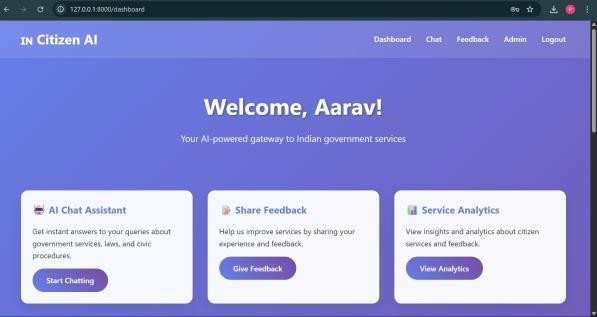 127.0.0.1:8000/dashboard
IN Citizen AI
Dashboard Chat Feedback Admin Logout
Welcome, Aarav!
Your AI-powered gateway to Indian government services
AI Chat Assistant
Get instant answers to your queries about
government services, laws, and civic
procedures.
Start Chatting
Share Feedback
Help us improve services by sharing your
experience and feedback.
Give Feedback
Service Analytics
View insights and analytics about citizen
services and feedback.
View Analytics